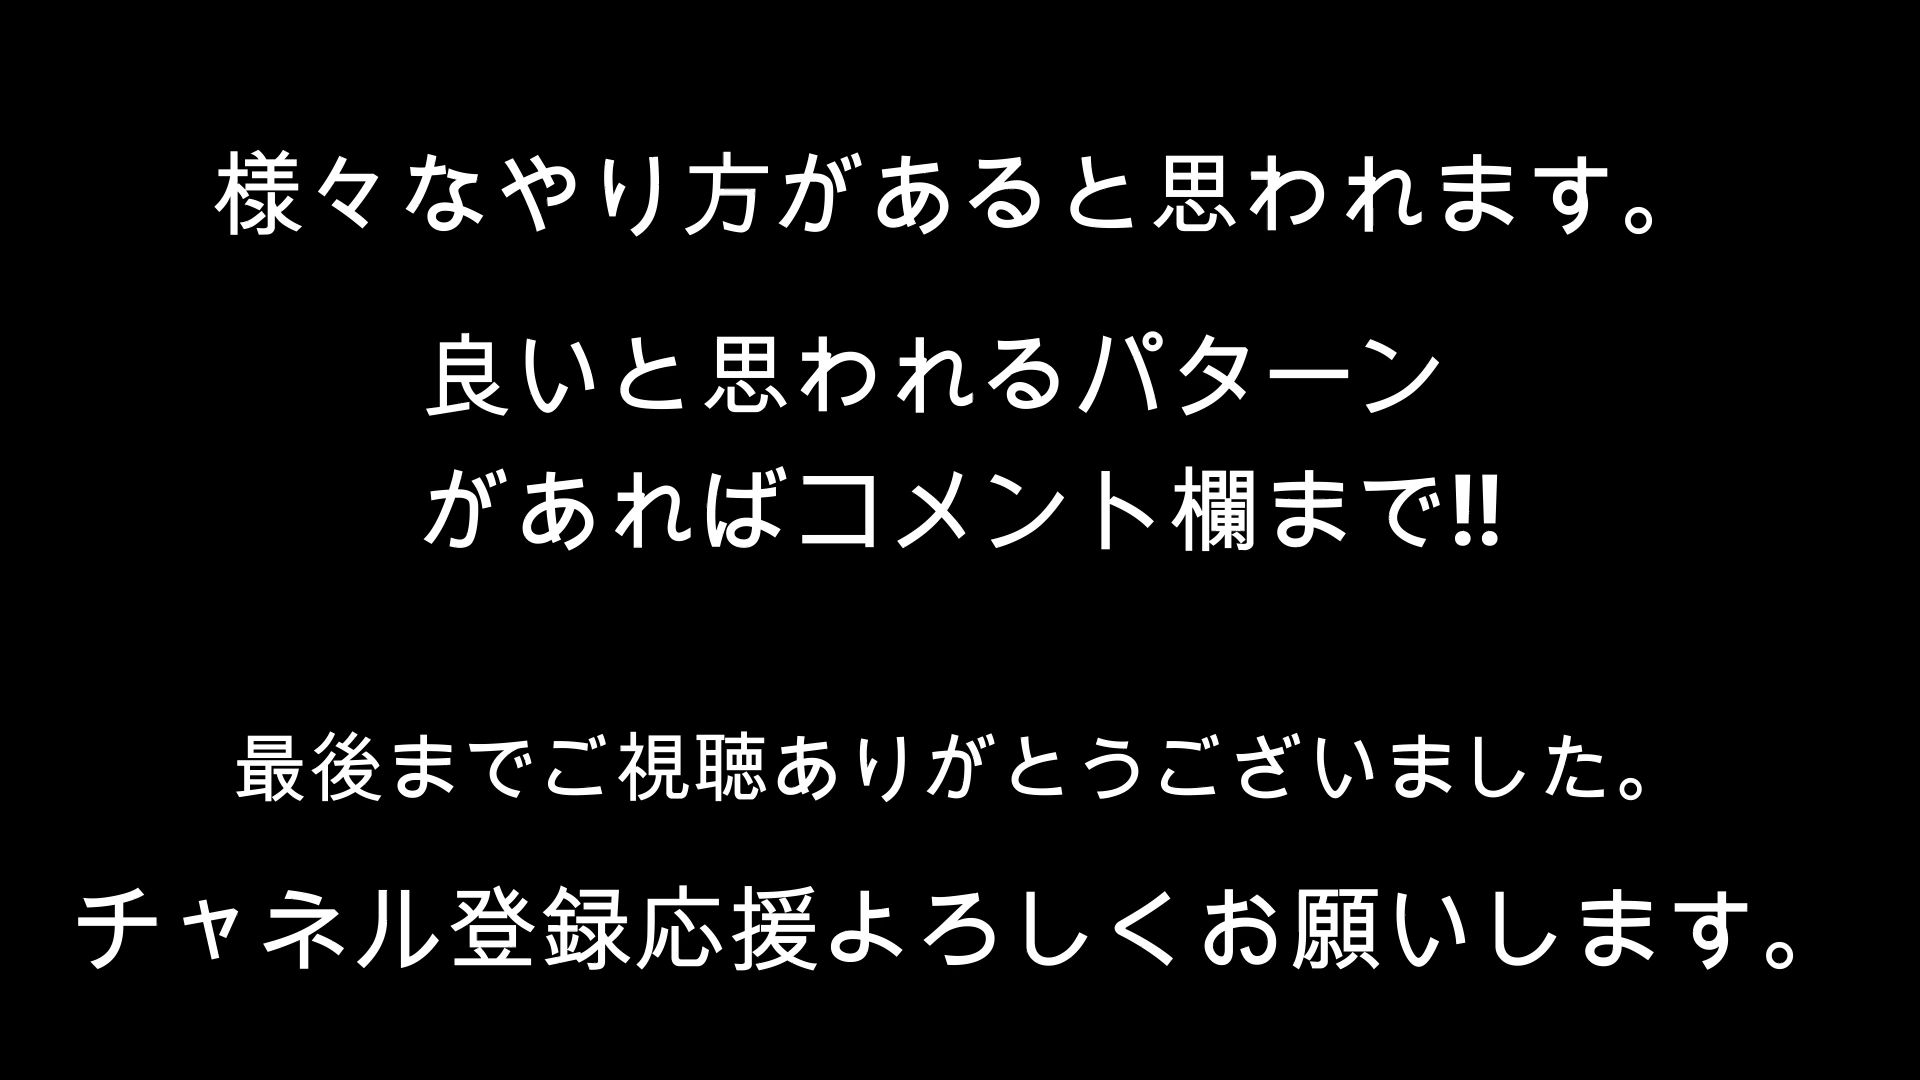 様々なやり方があると思われます。
良いと思われるパターン
があればコメント欄まで!!
最後までご視聴ありがとうございました。
チャネル登録応援よろしくお願いします。